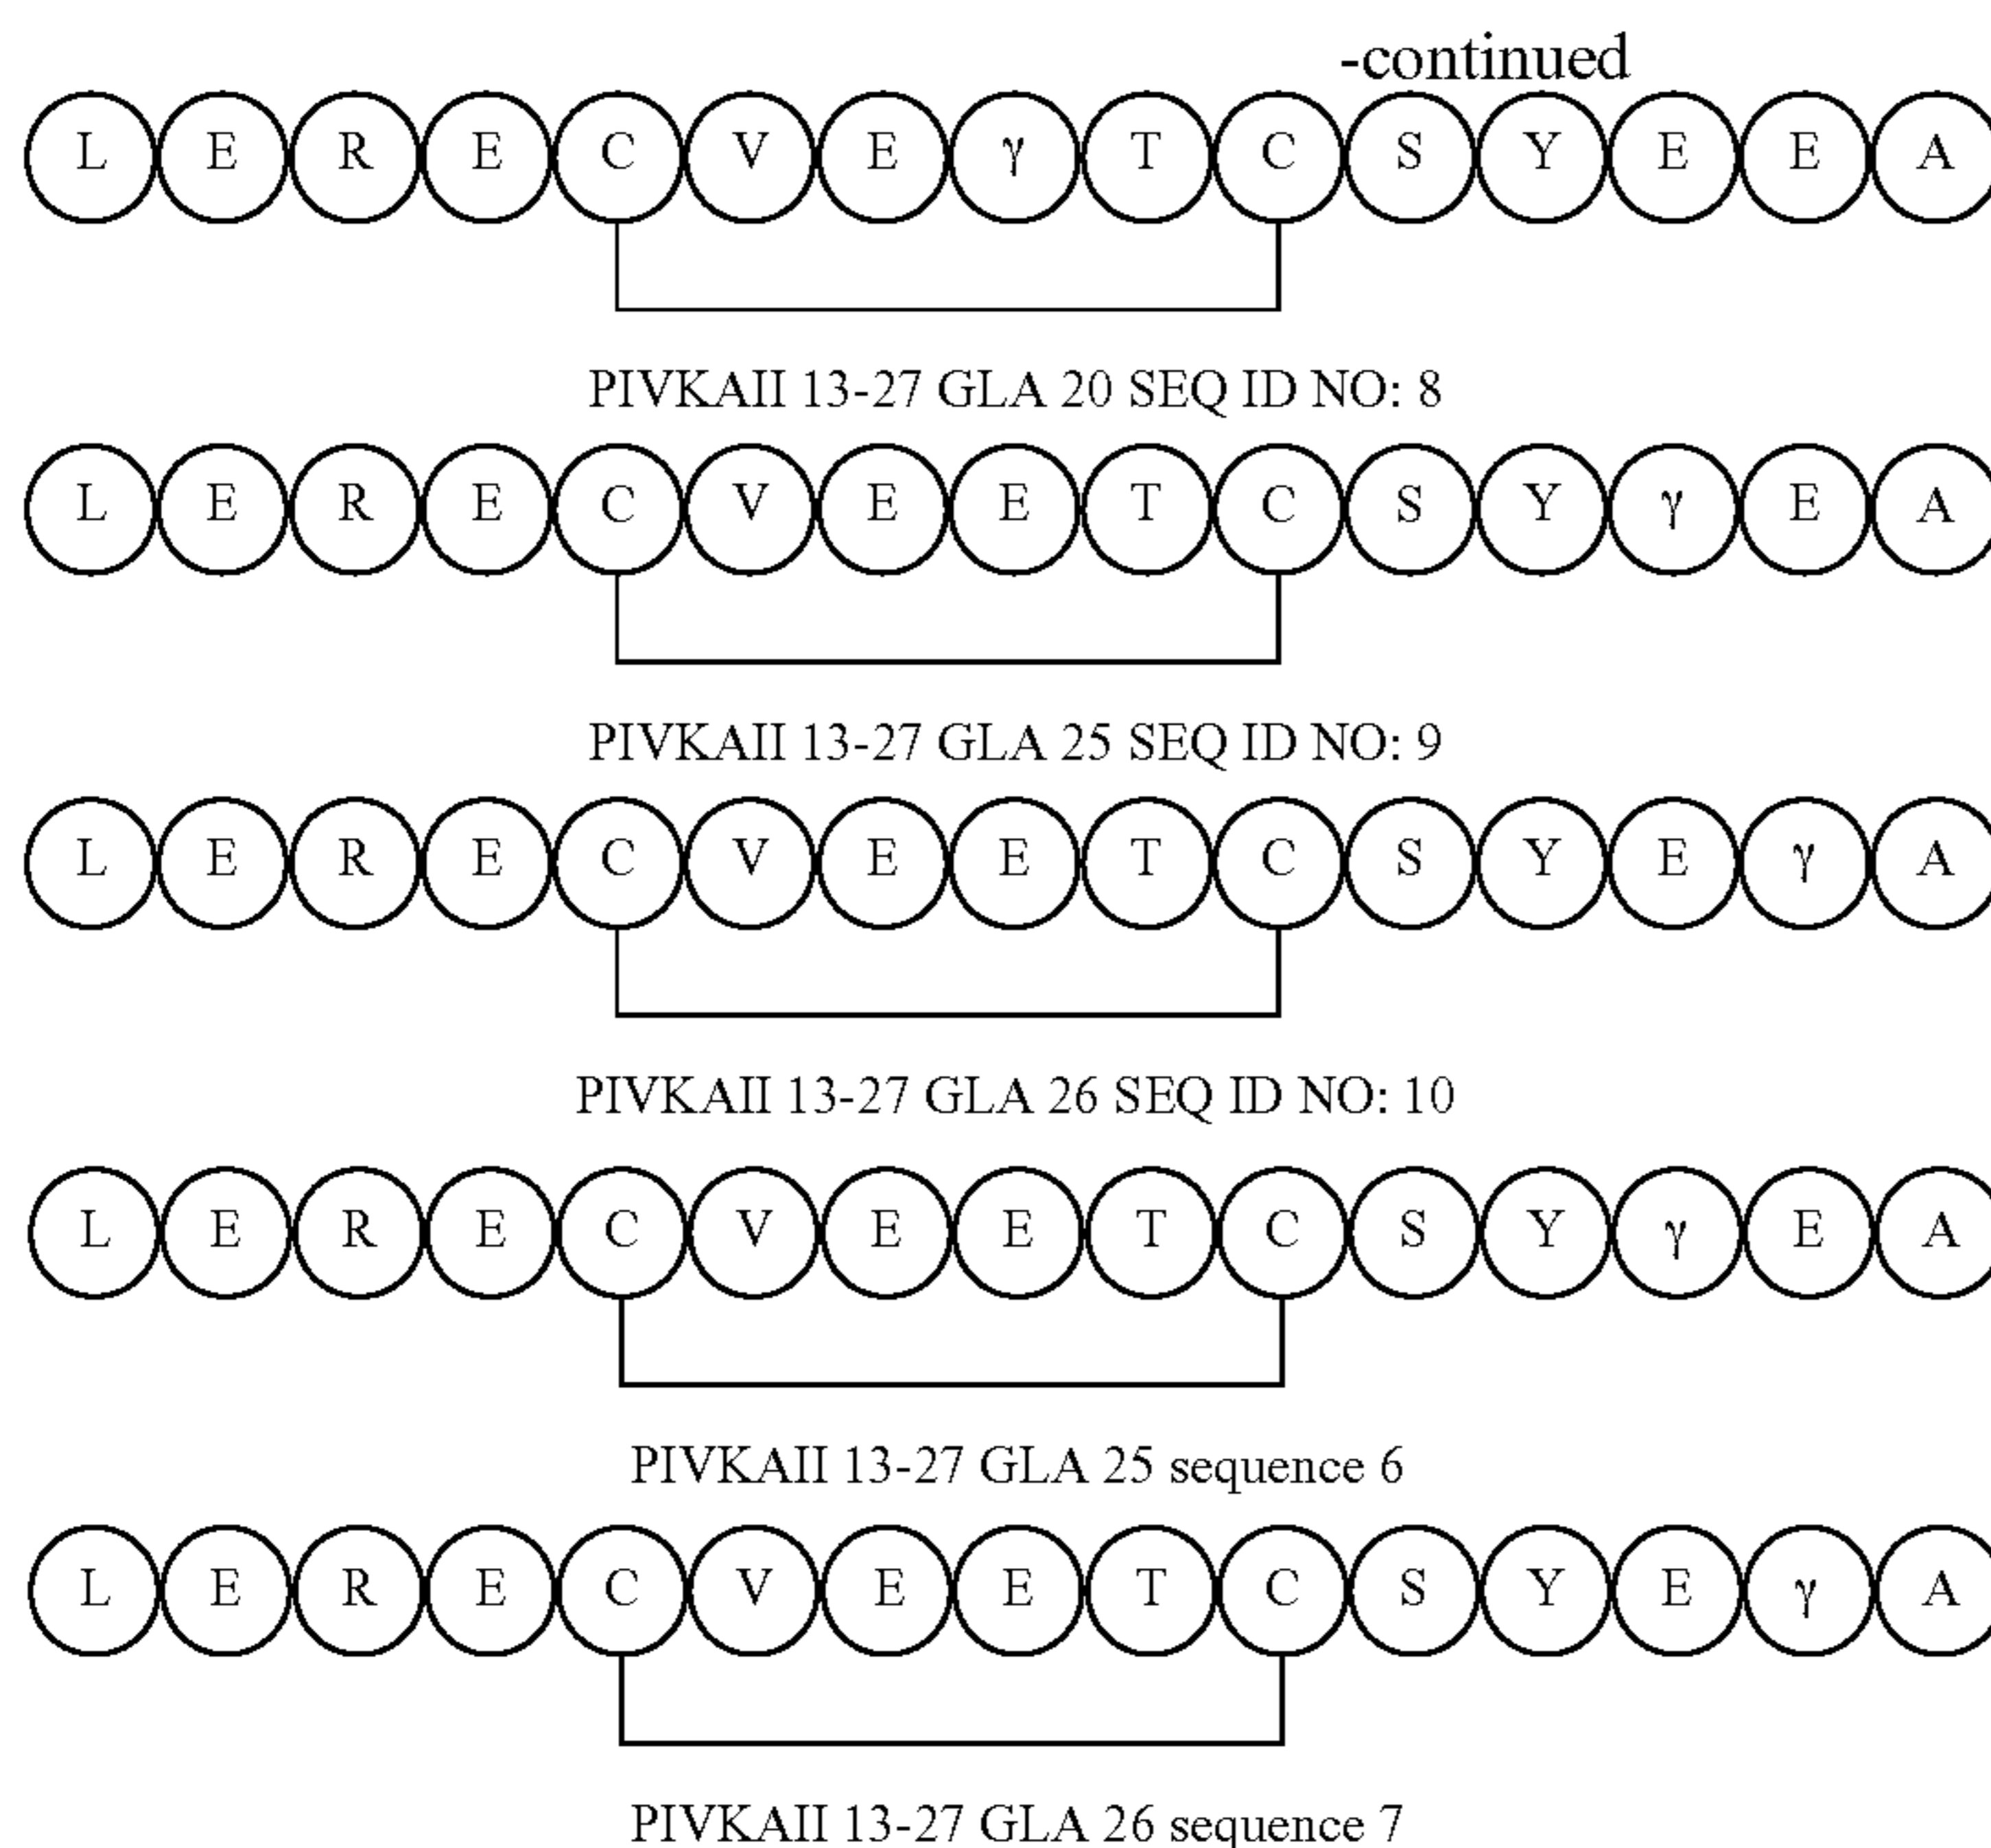 -continued
L E R E C V E γ T C S Y E E A
PIVKAII 13-27 GLA 20 SEQ ID NO: 8
L E R E C V E E T C S Y γ E A
PIVKAII 13-27 GLA 25 SEQ ID NO: 9
L E R E C V E E T C S Y E γ A
PIVKAII 13-27 GLA 26 SEQ ID NO: 10
L E R E C V E E T C S Y γ E A
PIVKAII 13-27 GLA 25 sequence 6
L E R E C V E E T C S Y E γ A
PIVKAII 13-27 GLA 26 sequence 7